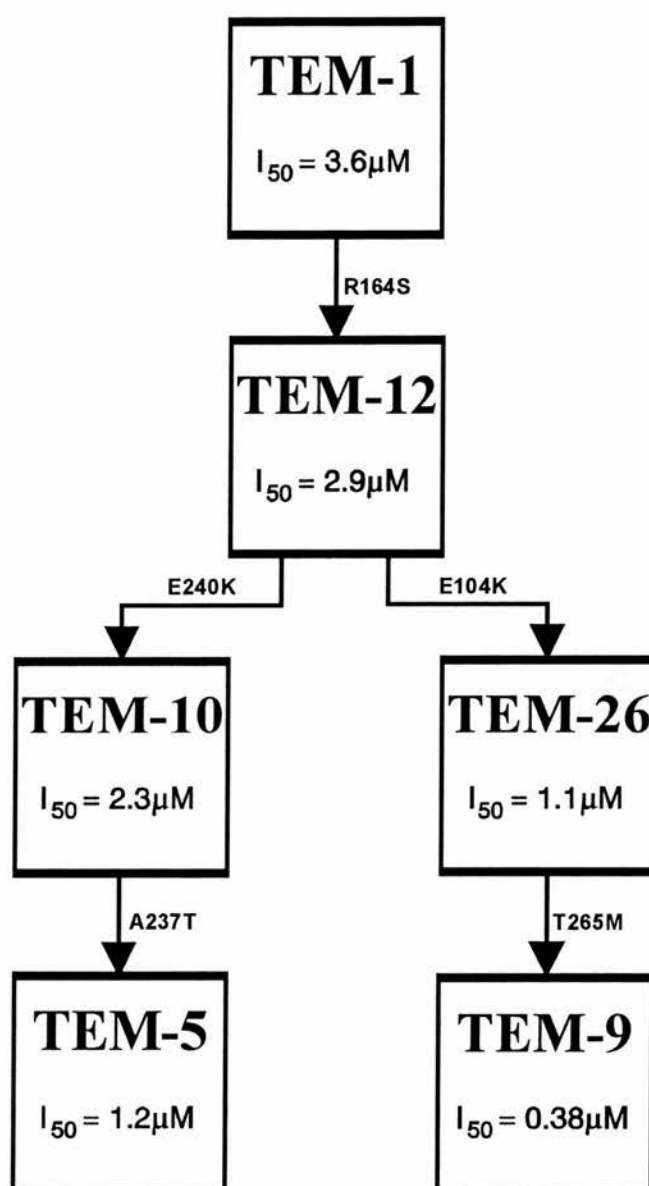 TEM-1
I50 = 3.6μM
R164S
TEM-12
I50 = 2.9μM
E240K
E104K
TEM-10
I50 = 2.3μM
TEM-26
I50 = 1.1μM
A237T
T265M
TEM-5
I50 = 1.2μM
TEM-9
I50 = 0.38μM